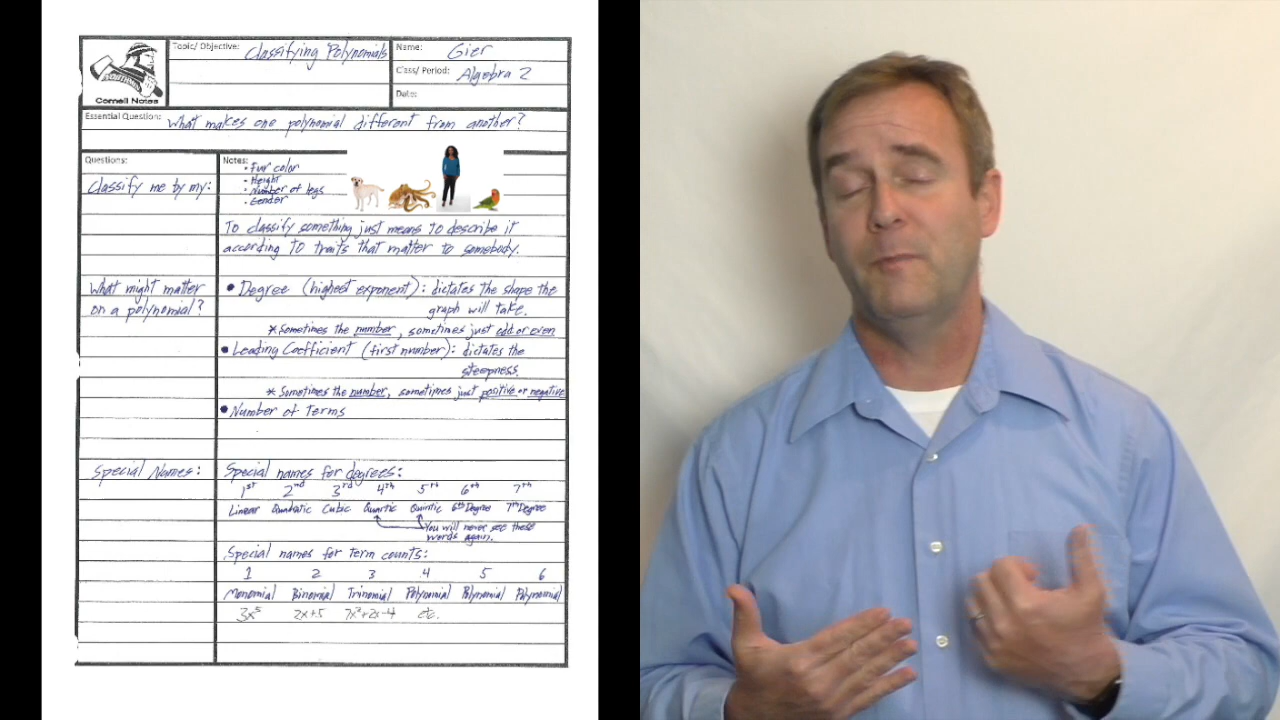 Topic/ Objective: Classifying Polynomials
Name: Gier
Class/ Period: Algebra 2
Date:
Cornell Notes
Essential Question: What makes one polynomial different from another?
Questions:
Notes:
• Fur color
• Height
• Number of legs
• Gender
Classify me by my:
To classify something just means to describe it
according to traits that matter to somebody.
What might matter
on a polynomial?
• Degree (highest exponent): dictates the shape the
graph will take.
* Sometimes the number, sometimes just odd or even
• Leading Coefficient (first number): dictates the
steepness.
* Sometimes the number, sometimes just positive or negative
• Number of Terms
Special Names:
Special names for degrees:
1st 2nd 3rd 4th 5th 6th 7th
Linear Quadratic Cubic Quartic Quintic 6th Degree 7th Degree
You will never see these
words again.
Special names for term counts:
1 2 3 4 5 6
Monomial Binomial Trinomial Polynomial Polynomial Polynomial
3x⁵ 2x+5 7x²+2x-4 etc.